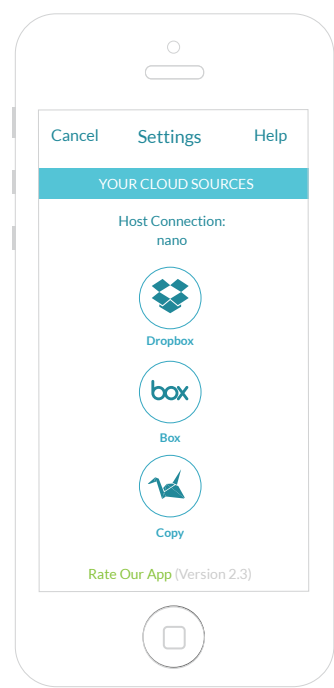 Cancel Settings Help
YOUR CLOUD SOURCES
Host Connection:
nano
Dropbox
box
Box
Copy
Rate Our App (Version 2.3)